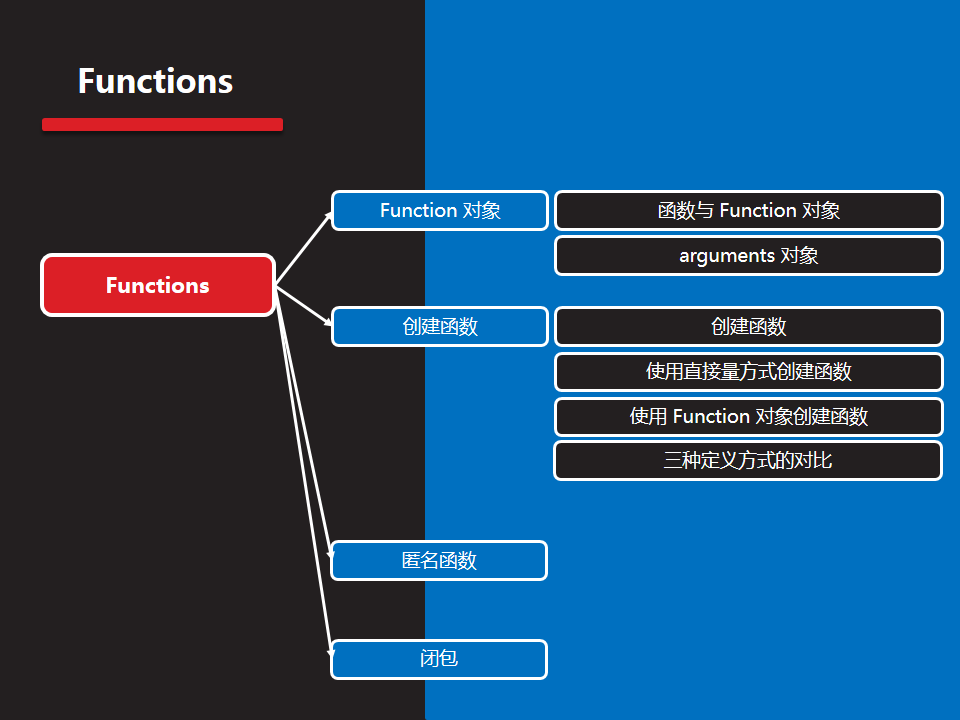 Functions
Functions
Function 对象
函数与 Function 对象
arguments 对象
创建函数
创建函数
使用直接量方式创建函数
使用 Function 对象创建函数
三种定义方式的对比
匿名函数
闭包